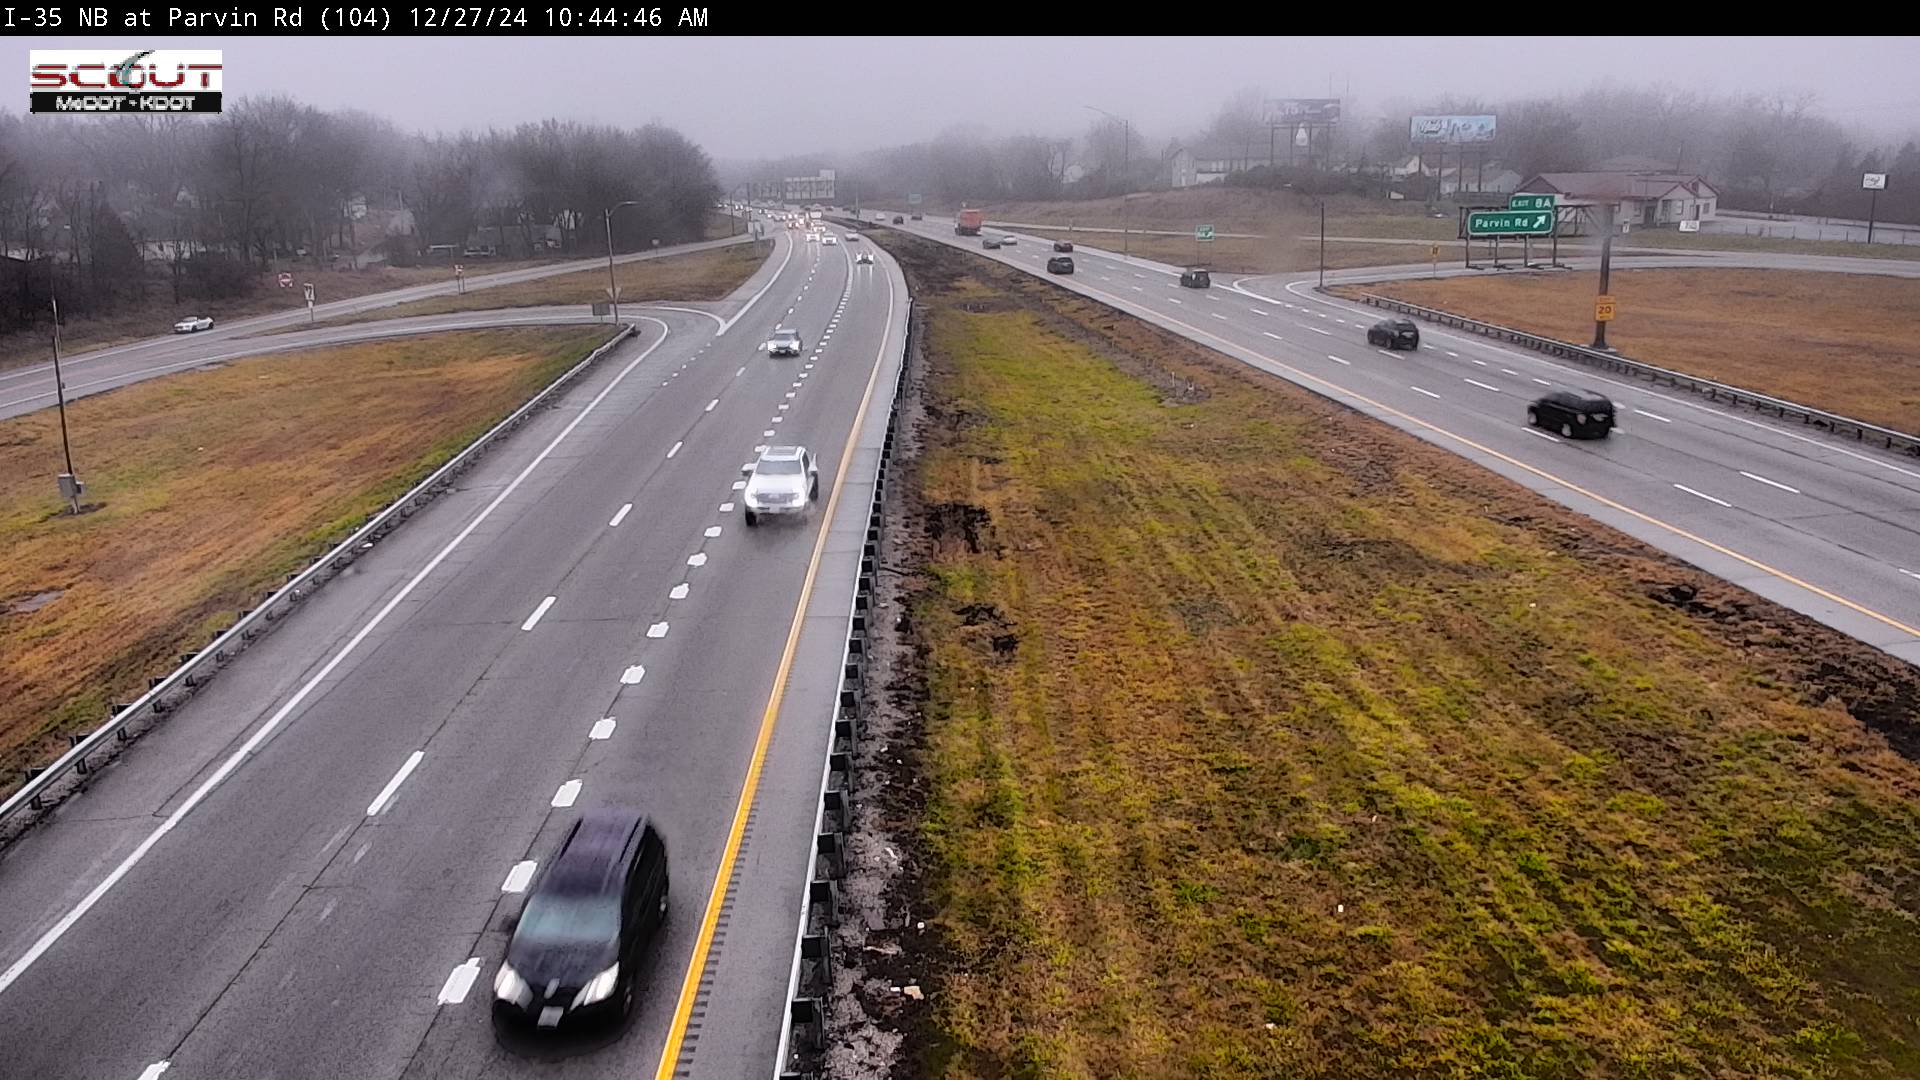 I-35 NB at Parvin Rd (104) 12/27/24 10:44:46 AM
SCOUT
MoDOT - KDOT
EXIT 8A
Parvin Rd
20